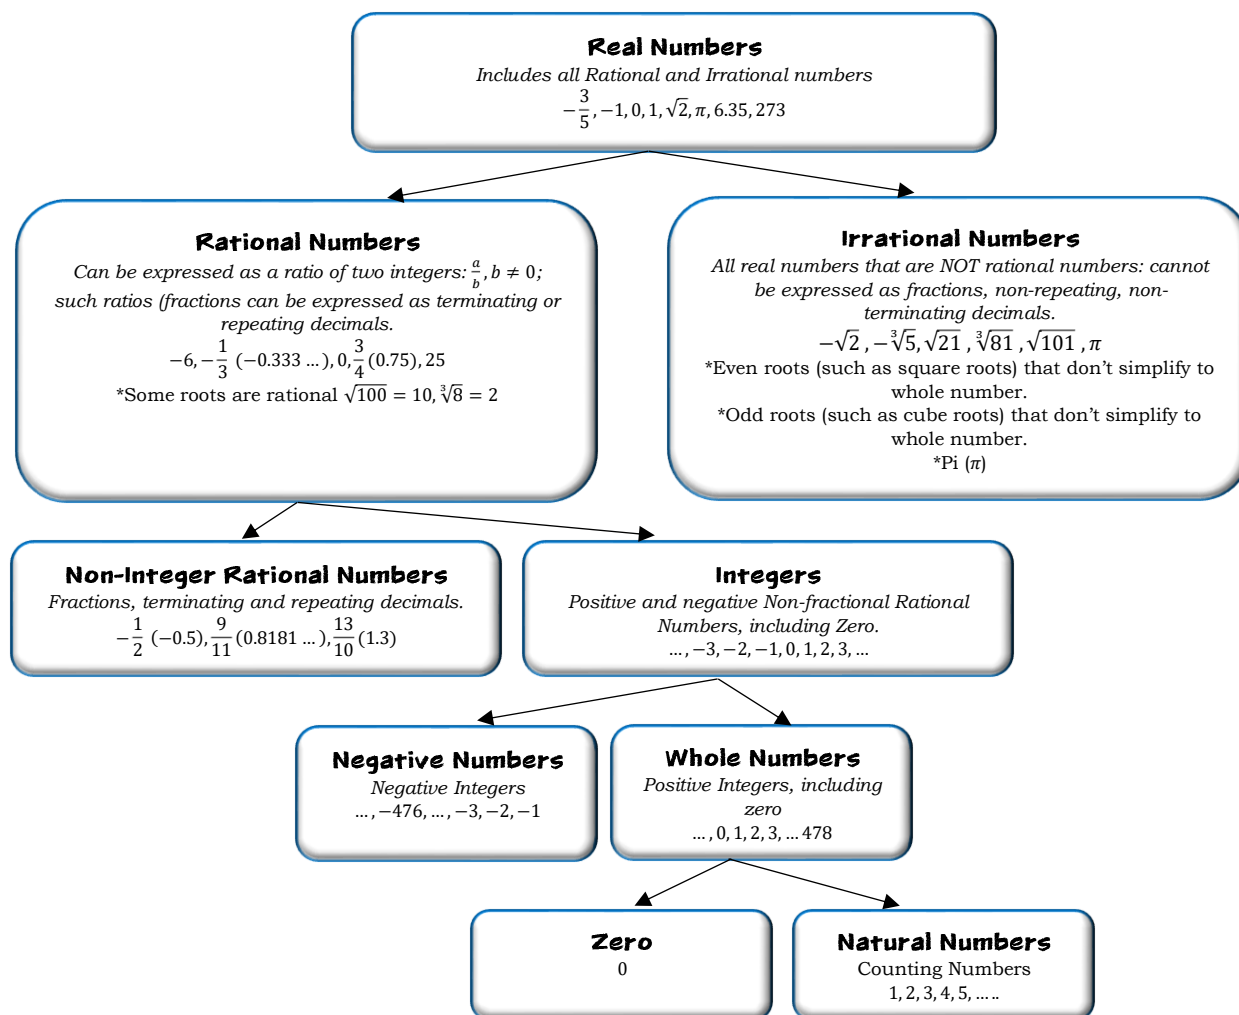 Real Numbers
Includes all Rational and Irrational numbers
−3/5, −1, 0, 1, √2, π, 6.35, 273
Rational Numbers
Can be expressed as a ratio of two integers: a/b, b ≠ 0;
such ratios (fractions can be expressed as terminating or
repeating decimals.
−6, −1/3 (−0.333 …), 0, 3/4 (0.75), 25
*Some roots are rational √100 = 10, ∛8 = 2
Irrational Numbers
All real numbers that are NOT rational numbers: cannot
be expressed as fractions, non-repeating, non-
terminating decimals.
−√2 , −∛5, √21 , ∛81 , √101 , π
*Even roots (such as square roots) that don’t simplify to
whole number.
*Odd roots (such as cube roots) that don’t simplify to
whole number.
*Pi (π)
Non-Integer Rational Numbers
Fractions, terminating and repeating decimals.
−1/2 (−0.5), 9/11 (0.8181 …), 13/10 (1.3)
Integers
Positive and negative Non-fractional Rational
Numbers, including Zero.
…, −3, −2, −1, 0, 1, 2, 3, …
Negative Numbers
Negative Integers
… , −476, … , −3, −2, −1
Whole Numbers
Positive Integers, including
zero
… , 0, 1, 2, 3, … 478
Zero
0
Natural Numbers
Counting Numbers
1, 2, 3, 4, 5, … ..